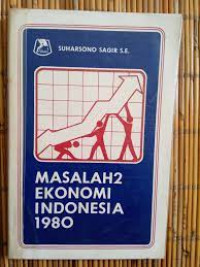 SUHARSONO SAGIR S.E.
MASALAH2
EKONOMI
INDONESIA
1980